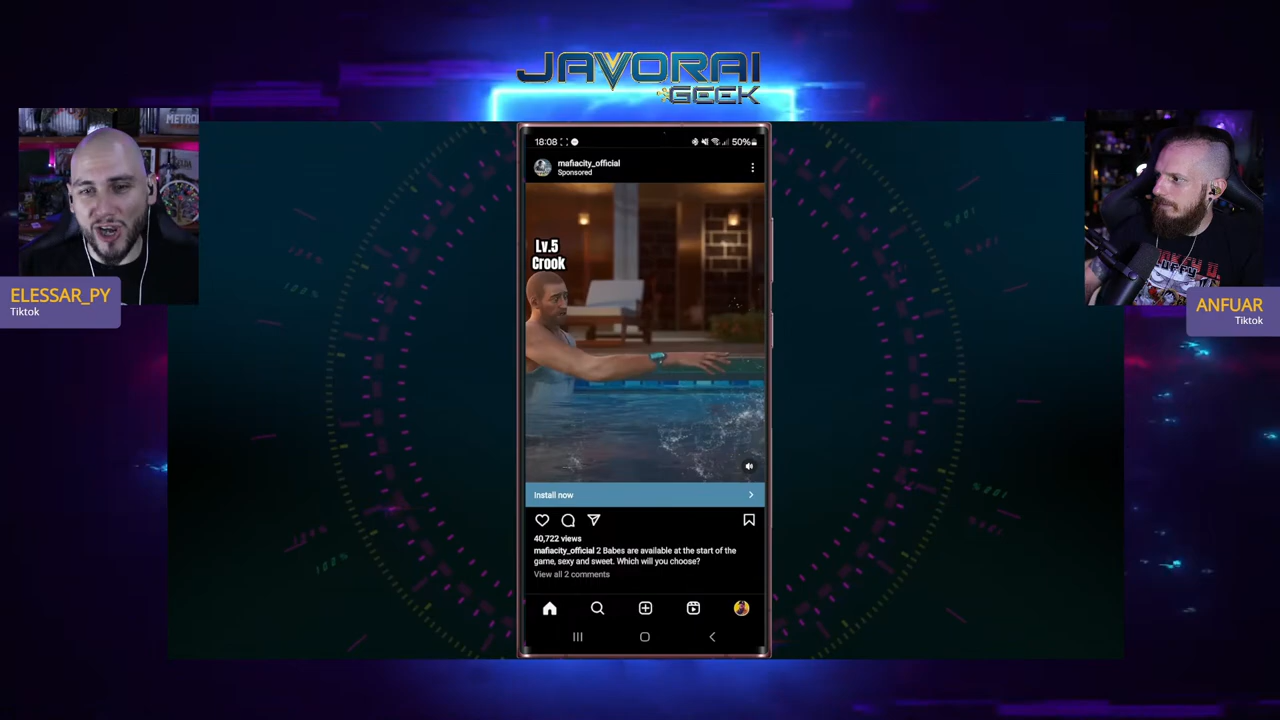 JAVORAI
GEEK
METRO
ELESSAR_PY
Tiktok
ANFUAR
Tiktok
18:08
50%
mafiacity_official
Sponsored
Lv.5
Crook
Install now
40,722 views
mafiacity_official 2 Babes are available at the start of the
game, sexy and sweet. Which will you choose?
View all 2 comments